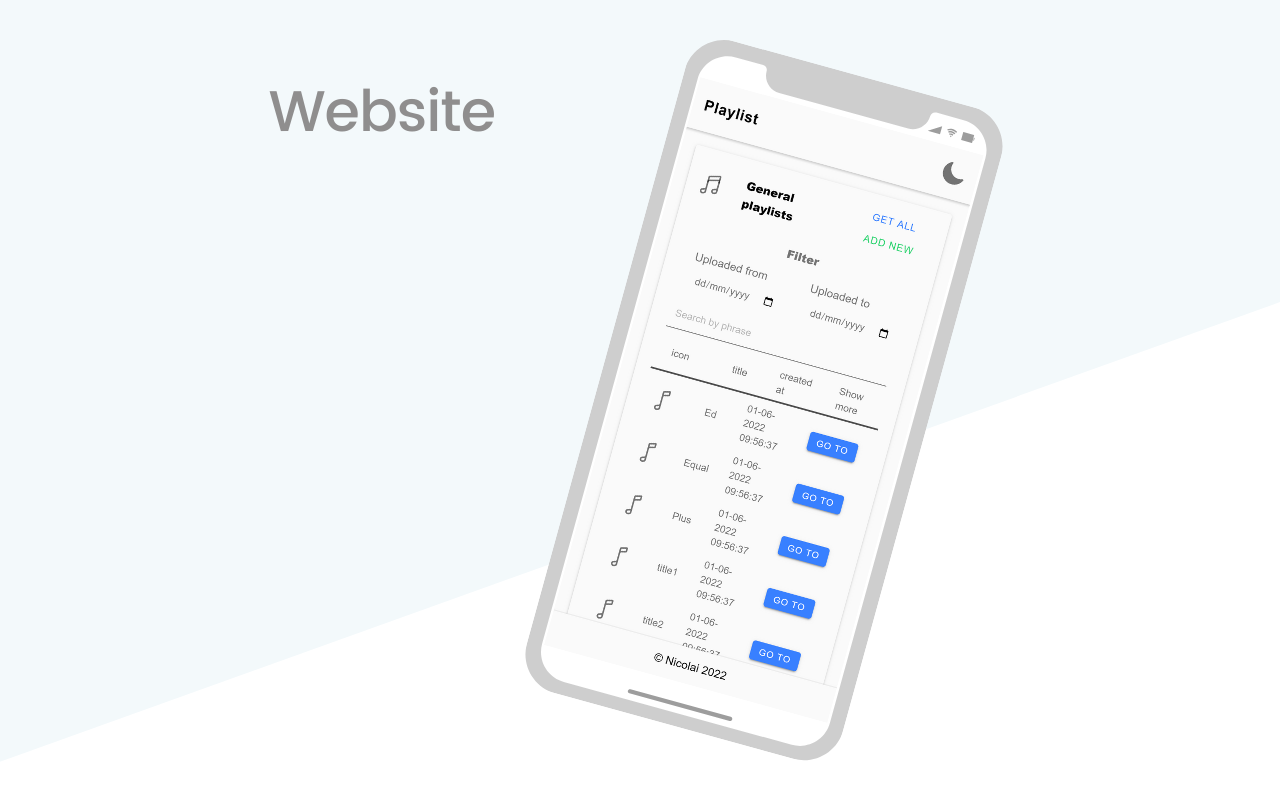 Website
Playlist
General
playlists
GET ALL
ADD NEW
Filter
Uploaded from
Uploaded to
dd/mm/yyyy
dd/mm/yyyy
Search by phrase
icon
title
created
at
Show
more
Ed
01-06-
2022
09:56:37
GO TO
Equal
01-06-
2022
09:56:37
GO TO
Plus
01-06-
2022
09:56:37
GO TO
title1
01-06-
2022
09:56:37
GO TO
title2
01-06-
2022
09:56:37
GO TO
© Nicolai 2022